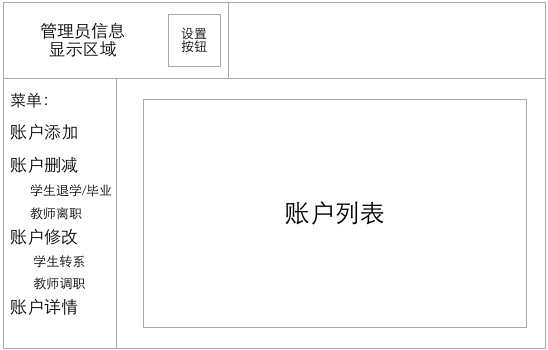 管理员信息
显示区域
设置
按钮
菜单：
账户添加
账户删减
学生退学/毕业
教师离职
账户修改
学生转系
教师调职
账户详情
账户列表